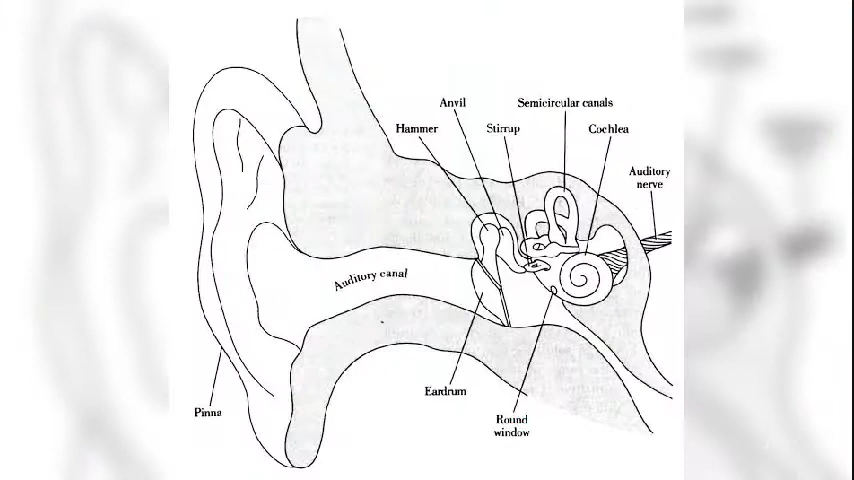 Anvil
Semicircular canals
Hammer
Stirrup
Cochlea
Auditory
nerve
Auditory canal
Eardrum
Pinna
Round
window